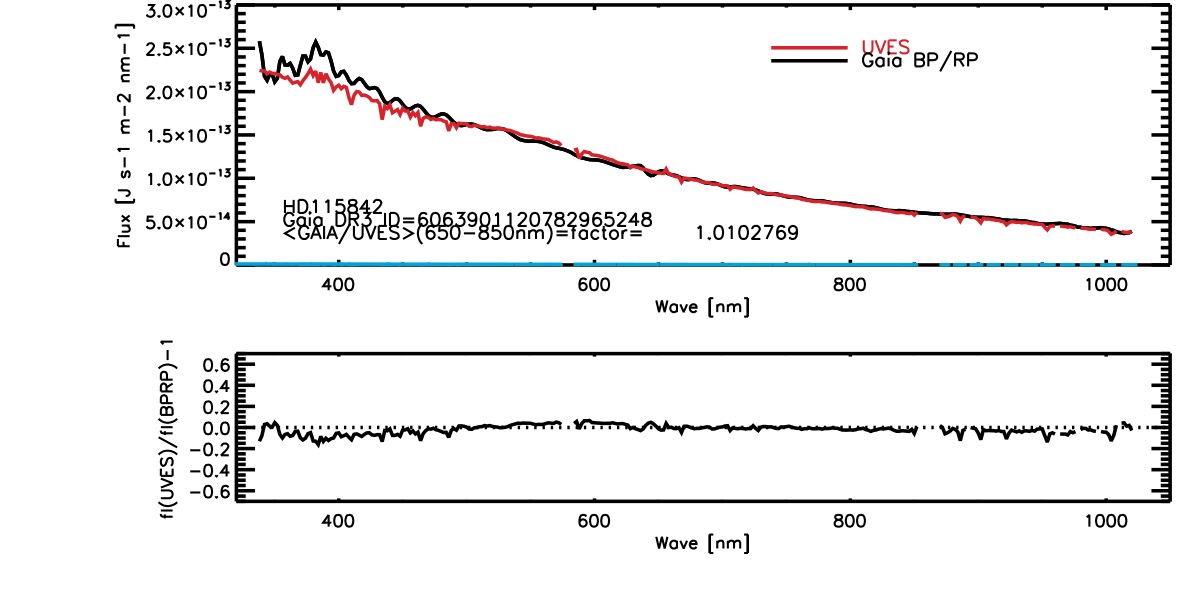 3.0×10⁻¹³
2.5×10⁻¹³
2.0×10⁻¹³
1.5×10⁻¹³
1.0×10⁻¹³
5.0×10⁻¹⁴
0
Flux [J s−1 m−2 nm−1]
UVES
Gaia BP/RP
HD115842
Gaia DR3 ID=6063901120782965248
<GAIA/UVES>(650−850nm)=factor= 1.0102769
400 600 800 1000
Wave [nm]
0.6
0.4
0.2
0.0
−0.2
−0.4
−0.6
fl(UVES)/fl(BPRP)−1
400 600 800 1000
Wave [nm]